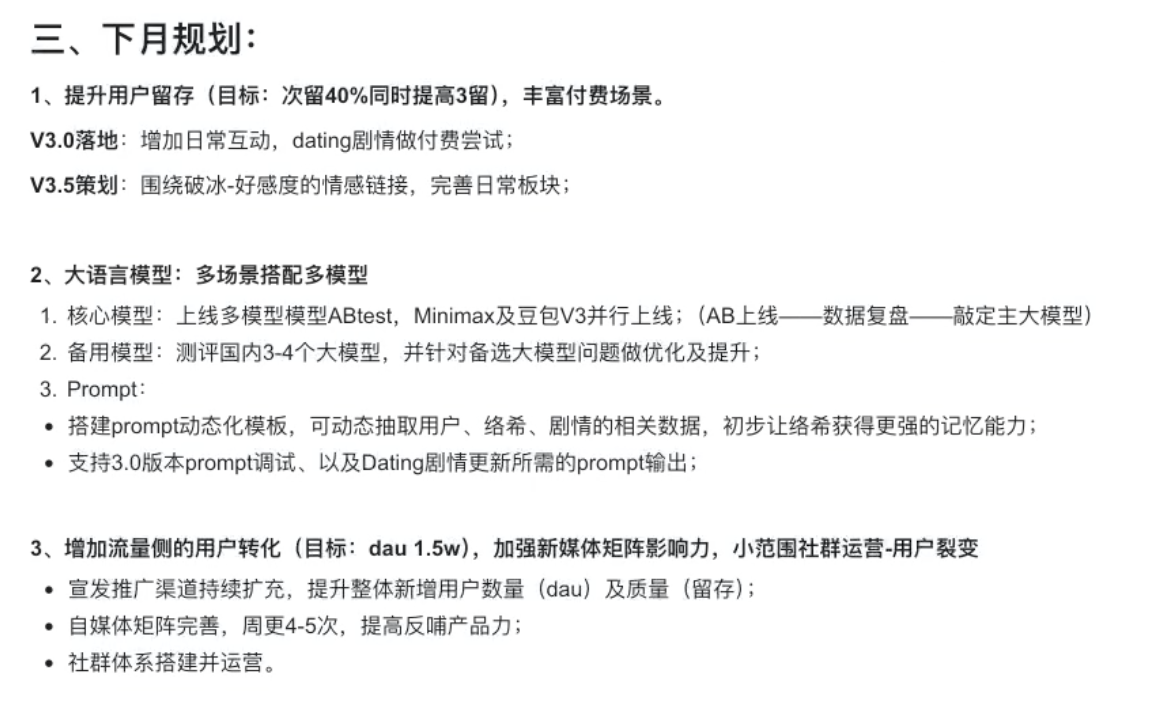 三、下月规划：
1、提升用户留存（目标：次留40%同时提高3留），丰富付费场景。
V3.0落地：增加日常互动，dating剧情做付费尝试；
V3.5策划：围绕破冰-好感度的情感链接，完善日常板块；
2、大语言模型：多场景搭配多模型
1. 核心模型：上线多模型模型ABtest，Minimax及豆包V3并行上线；（AB上线——数据复盘——敲定主大模型）
2. 备用模型：测评国内3-4个大模型，并针对备选大模型问题做优化及提升；
3. Prompt：
• 搭建prompt动态化模板，可动态抽取用户、络希、剧情的相关数据，初步让络希获得更强的记忆能力；
• 支持3.0版本prompt调试、以及Dating剧情更新所需的prompt输出；
3、增加流量侧的用户转化（目标：dau 1.5w），加强新媒体矩阵影响力，小范围社群运营-用户裂变
• 宣发推广渠道持续扩充，提升整体新增用户数量（dau）及质量（留存）；
• 自媒体矩阵完善，周更4-5次，提高反哺产品力；
• 社群体系搭建并运营。